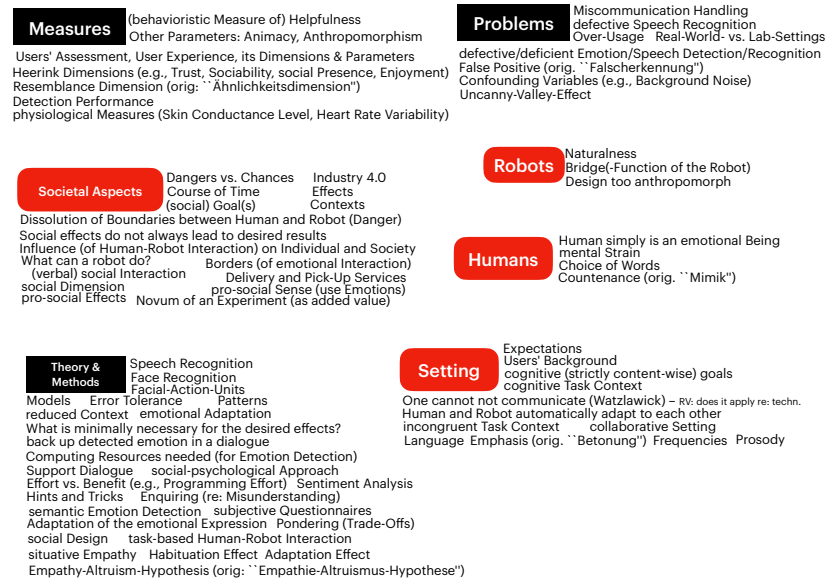 Measures
(behavioristic Measure of) Helpfulness
Other Parameters: Animacy, Anthropomorphism
Users' Assessment, User Experience, its Dimensions & Parameters
Heerink Dimensions (e.g., Trust, Sociability, social Presence, Enjoyment)
Resemblance Dimension (orig: ``Ähnlichkeitsdimension")
Detection Performance
physiological Measures (Skin Conductance Level, Heart Rate Variability)
Problems
Miscommunication Handling
defective Speech Recognition
Over-Usage Real-World- vs. Lab-Settings
defective/deficient Emotion/Speech Detection/Recognition
False Positive (orig. ``Falscherkennung")
Confounding Variables (e.g., Background Noise)
Uncanny-Valley-Effect
Societal Aspects
Dangers vs. Chances Industry 4.0
Course of Time Effects
(social) Goal(s) Contexts
Dissolution of Boundaries between Human and Robot (Danger)
Social effects do not always lead to desired results
Influence (of Human-Robot Interaction) on Individual and Society
What can a robot do? Borders (of emotional Interaction)
(verbal) social Interaction Delivery and Pick-Up Services
social Dimension pro-social Sense (use Emotions)
pro-social Effects Novum of an Experiment (as added value)
Robots
Naturalness
Bridge(-Function of the Robot)
Design too anthropomorph
Humans
Human simply is an emotional Being
mental Strain
Choice of Words
Countenance (orig. ``Mimik")
Theory &
Methods
Speech Recognition
Face Recognition
Facial-Action-Units
Models Error Tolerance Patterns
reduced Context emotional Adaptation
What is minimally necessary for the desired effects?
back up detected emotion in a dialogue
Computing Resources needed (for Emotion Detection)
Support Dialogue social-psychological Approach
Effort vs. Benefit (e.g., Programming Effort) Sentiment Analysis
Hints and Tricks Enquiring (re: Misunderstanding)
semantic Emotion Detection subjective Questionnaires
Adaptation of the emotional Expression Pondering (Trade-Offs)
social Design task-based Human-Robot Interaction
situative Empathy Habituation Effect Adaptation Effect
Empathy-Altruism-Hypothesis (orig: ``Empathie-Altruismus-Hypothese")
Setting
Expectations
Users' Background
cognitive (strictly content-wise) goals
cognitive Task Context
One cannot not communicate (Watzlawick) – RV: does it apply re: techn.
Human and Robot automatically adapt to each other
incongruent Task Context collaborative Setting
Language Emphasis (orig. ``Betonung") Frequencies Prosody